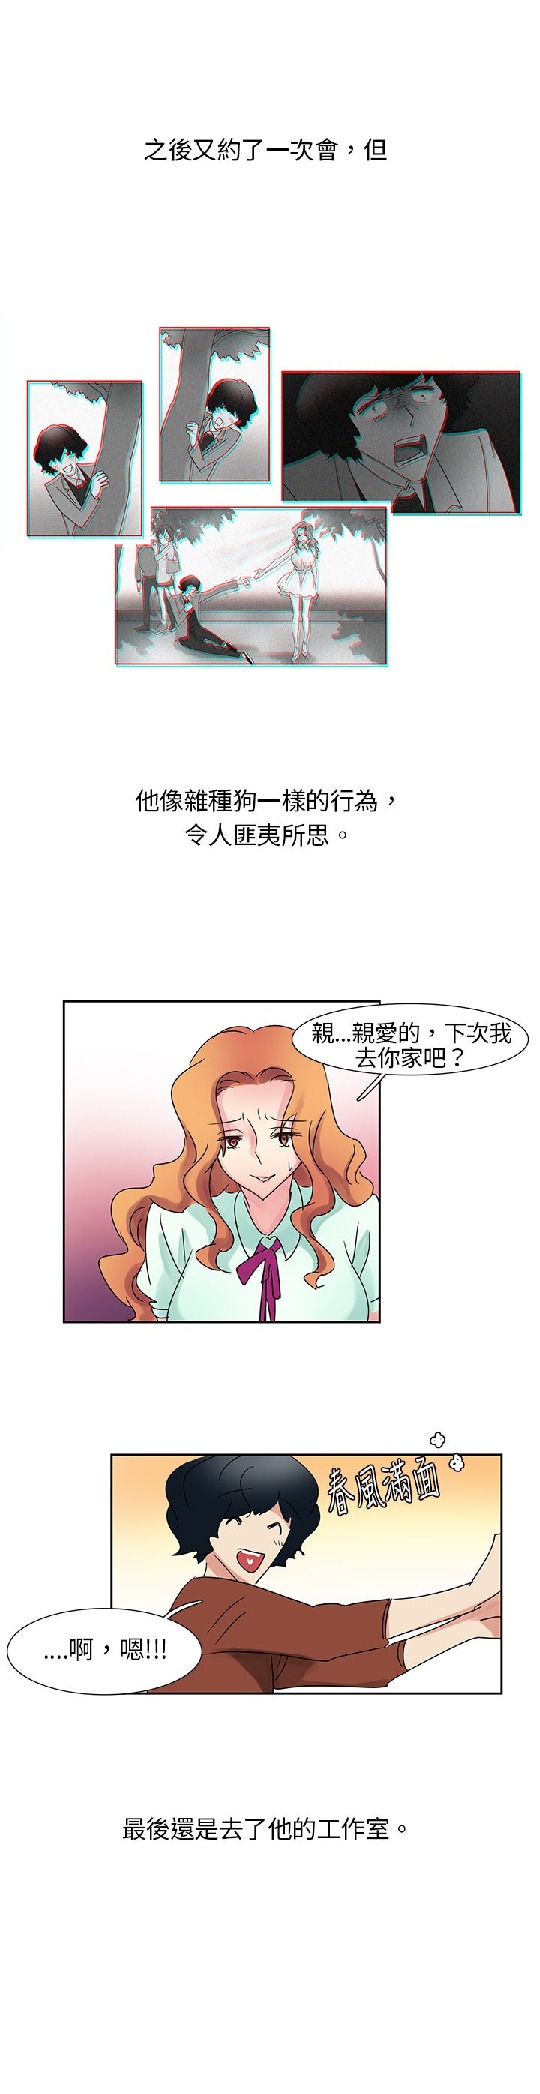 之後又約了一次會，但
他像雜種狗一樣的行為，
令人匪夷所思。
親...親愛的，下次我
去你家吧？
春風滿面
....啊，嗯!!!
最後還是去了他的工作室。